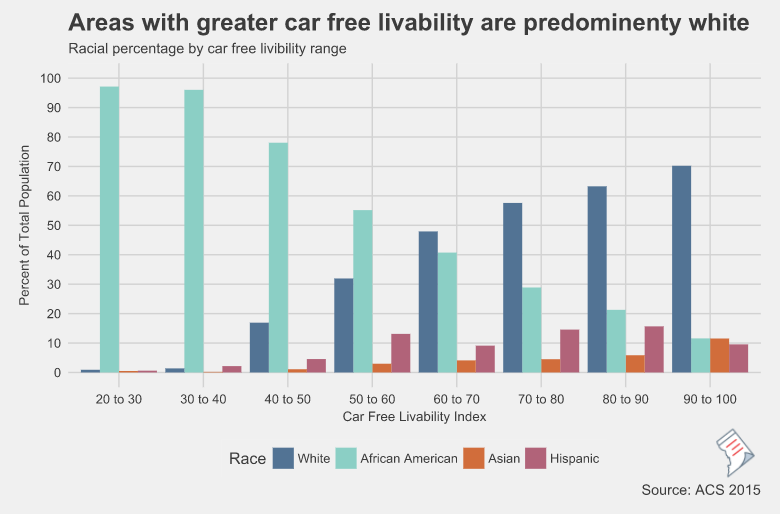 Areas with greater car free livability are predominenty white
Racial percentage by car free livibility range
100
90
80
70
60
50
40
30
20
10
0
Percent of Total Population
20 to 30 30 to 40 40 to 50 50 to 60 60 to 70 70 to 80 80 to 90 90 to 100
Car Free Livability Index
Race White African American Asian Hispanic
Source: ACS 2015